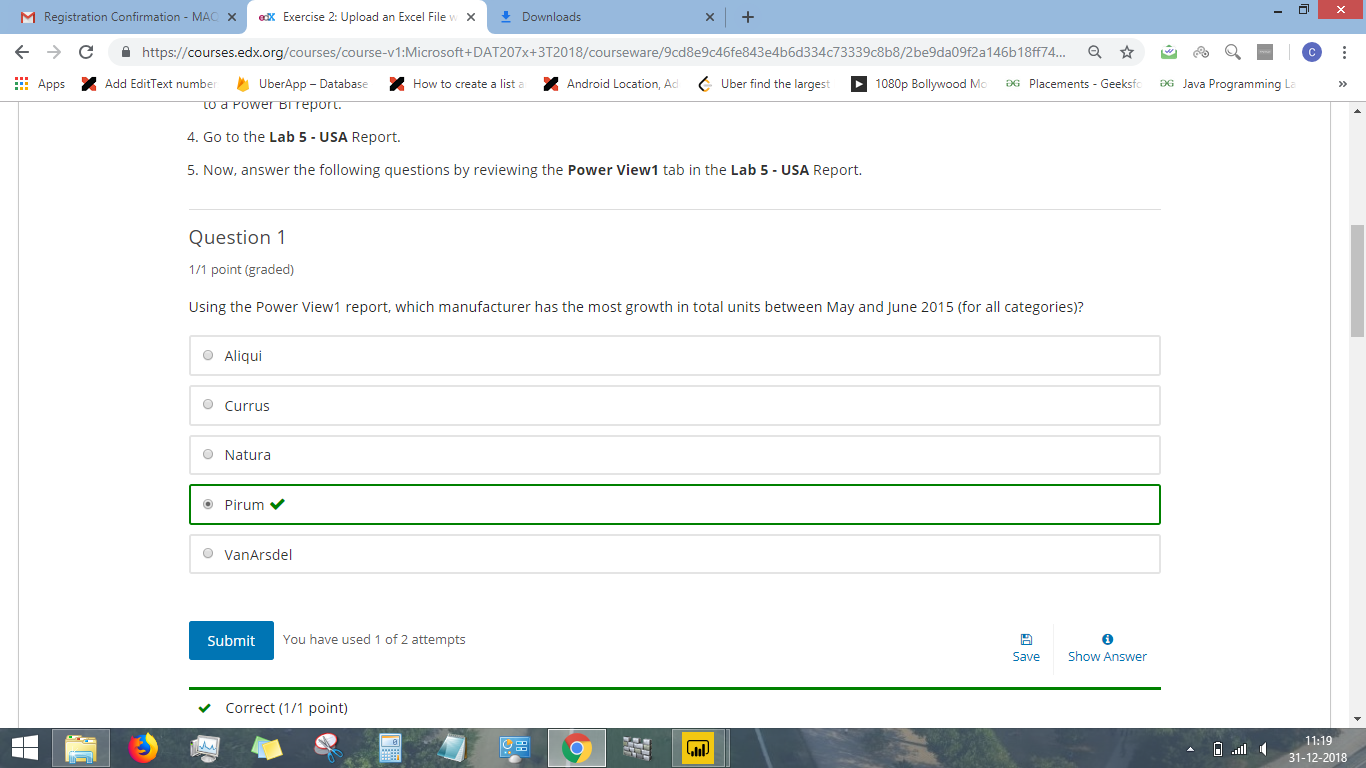 Registration Confirmation - MAC
edX Exercise 2: Upload an Excel File w
Downloads
https://courses.edx.org/courses/course-v1:Microsoft+DAT207x+3T2018/courseware/9cd8e9c46fe843e4b6d334c73339c8b8/2be9da09f2a146b18ff74...
C
Apps
Add EditText number
UberApp – Database
How to create a list a
Android Location, Ad
Uber find the largest
1080p Bollywood Mo
Placements - Geeksfo
Java Programming La
»
to a Power BI report.
4. Go to the Lab 5 - USA Report.
5. Now, answer the following questions by reviewing the Power View1 tab in the Lab 5 - USA Report.
Question 1
1/1 point (graded)
Using the Power View1 report, which manufacturer has the most growth in total units between May and June 2015 (for all categories)?
Aliqui
Currus
Natura
Pirum
VanArsdel
Submit
You have used 1 of 2 attempts
Save
Show Answer
Correct (1/1 point)
11:19
31-12-2018